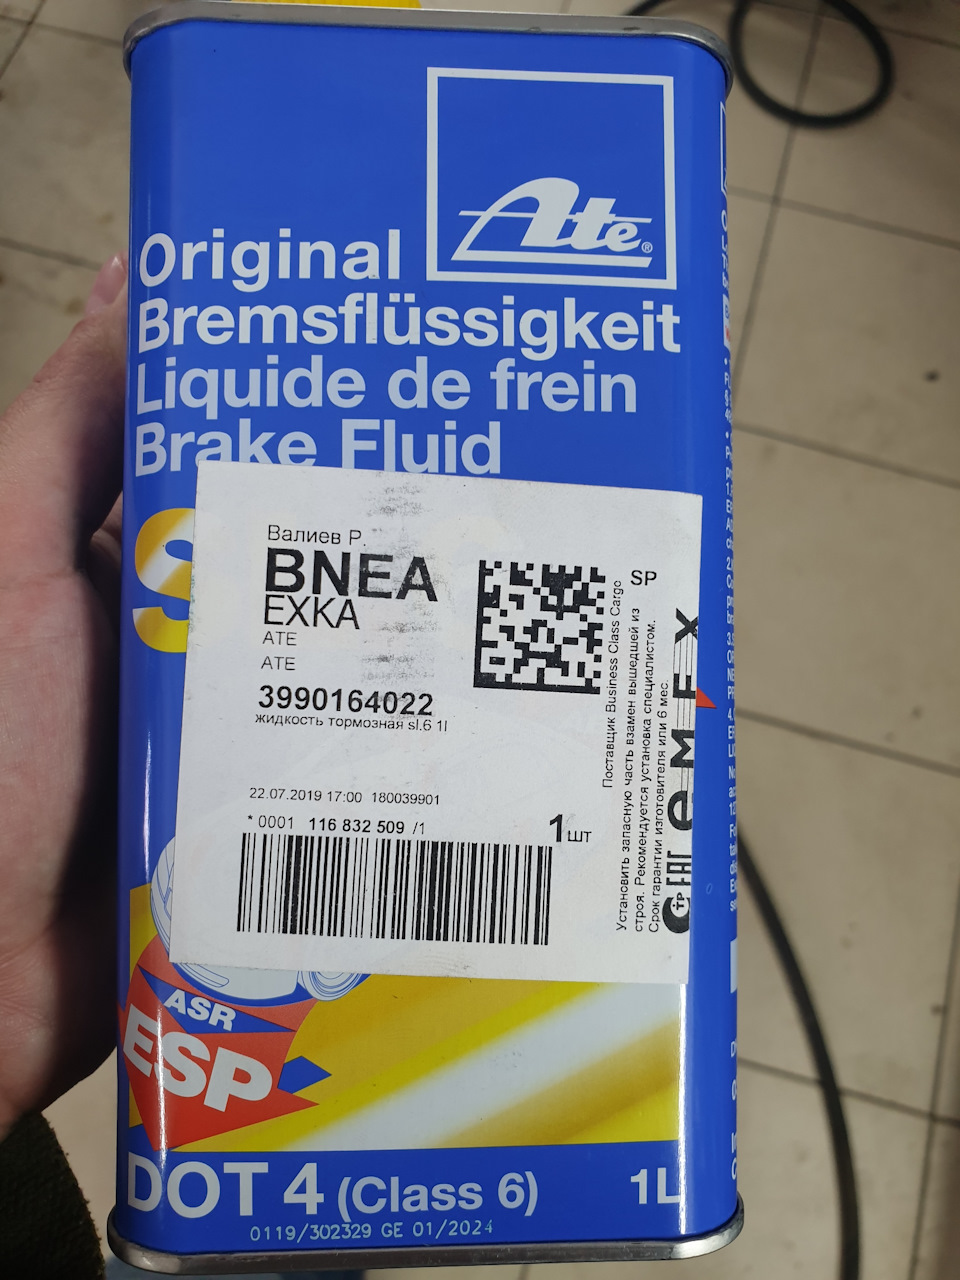 Ate®
Original
Bremsflüssigkeit
Liquide de frein
Brake Fluid
S
Валиев Р.
BNEA
EXKA
ATE
ATE
3990164022
жидкость тормозная sl.6 1l
22.07.2019 17:00 180039901
* 0001 116 832 509 /1
1шт
SP
Поставщик Business Class Cargo
Установить запасную часть взамен вышедшей из
строя. Рекомендуется установка специалистом.
Срок гарантии изготовителя или 6 мес.
ЕАС
emex
ASR
ESP
DOT 4 (Class 6)
1L
0119/302329 GE 01/2024